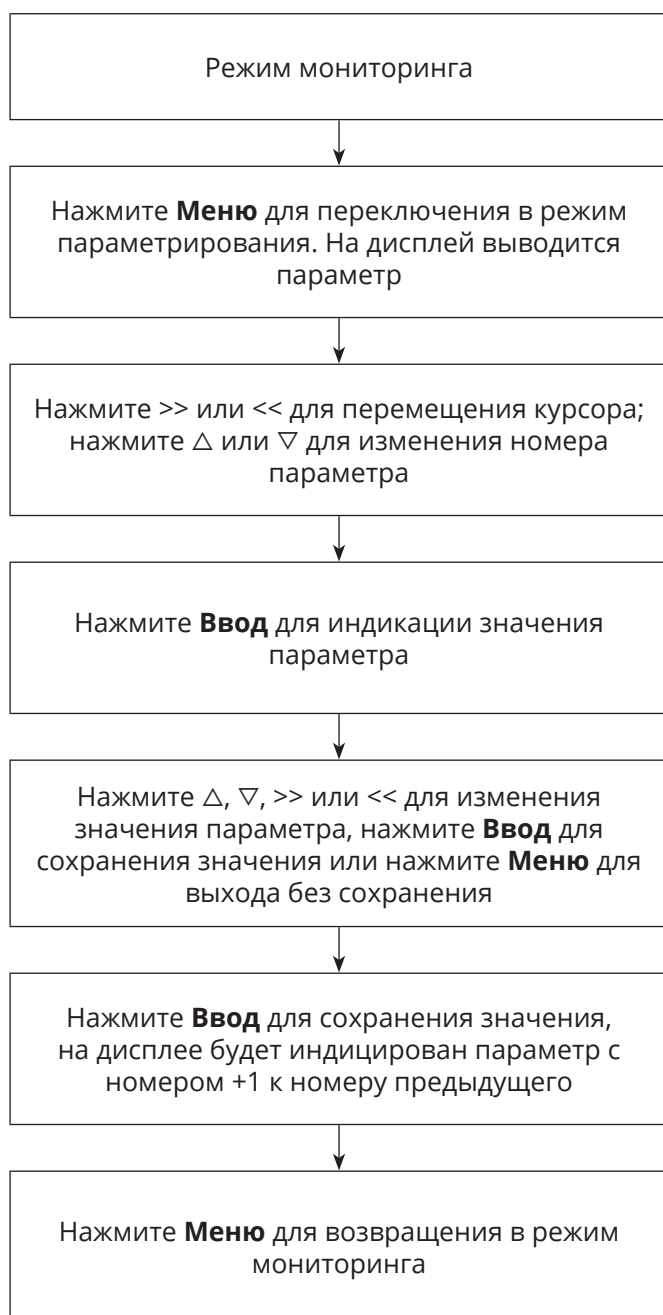 Режим мониторинга
Нажмите Меню для переключения в режим
параметрирования. На дисплей выводится
параметр
Нажмите >> или << для перемещения курсора;
нажмите △ или ▽ для изменения номера
параметра
Нажмите Ввод для индикации значения
параметра
Нажмите △, ▽, >> или << для изменения
значения параметра, нажмите Ввод для
сохранения значения или нажмите Меню для
выхода без сохранения
Нажмите Ввод для сохранения значения,
на дисплее будет индицирован параметр с
номером +1 к номеру предыдущего
Нажмите Меню для возвращения в режим
мониторинга